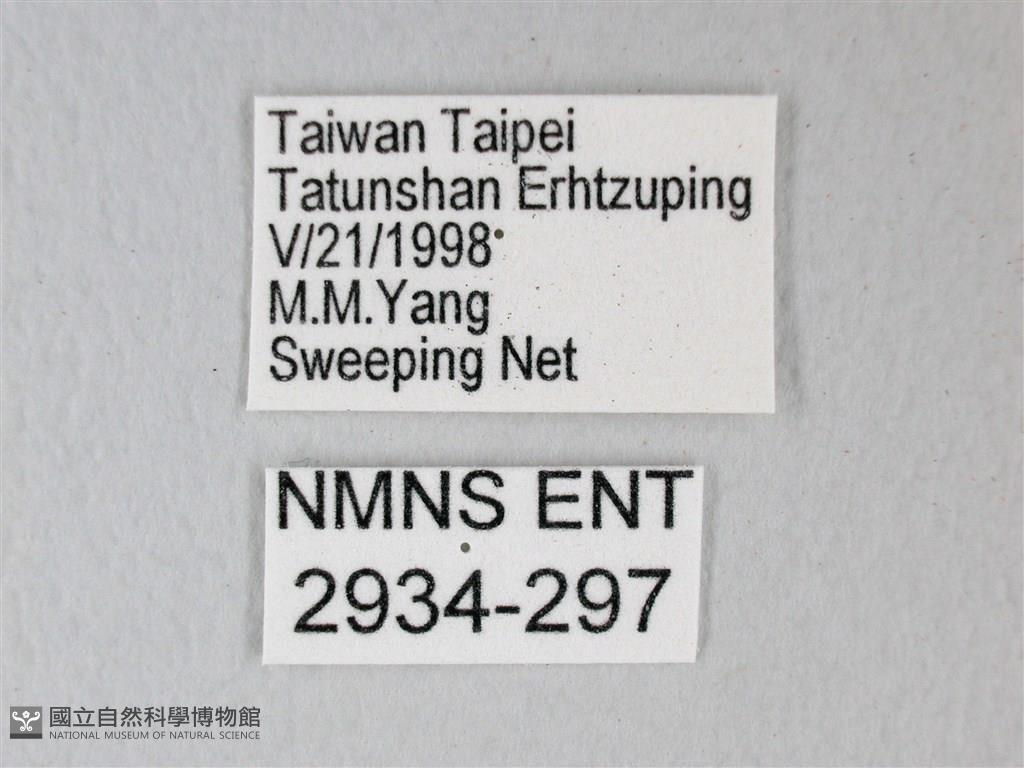 Taiwan Taipei
Tatunshan Erhtzuping
V/21/1998
M.M.Yang
Sweeping Net
NMNS ENT
2934-297
國立自然科學博物館
NATIONAL MUSEUM OF NATURAL SCIENCE